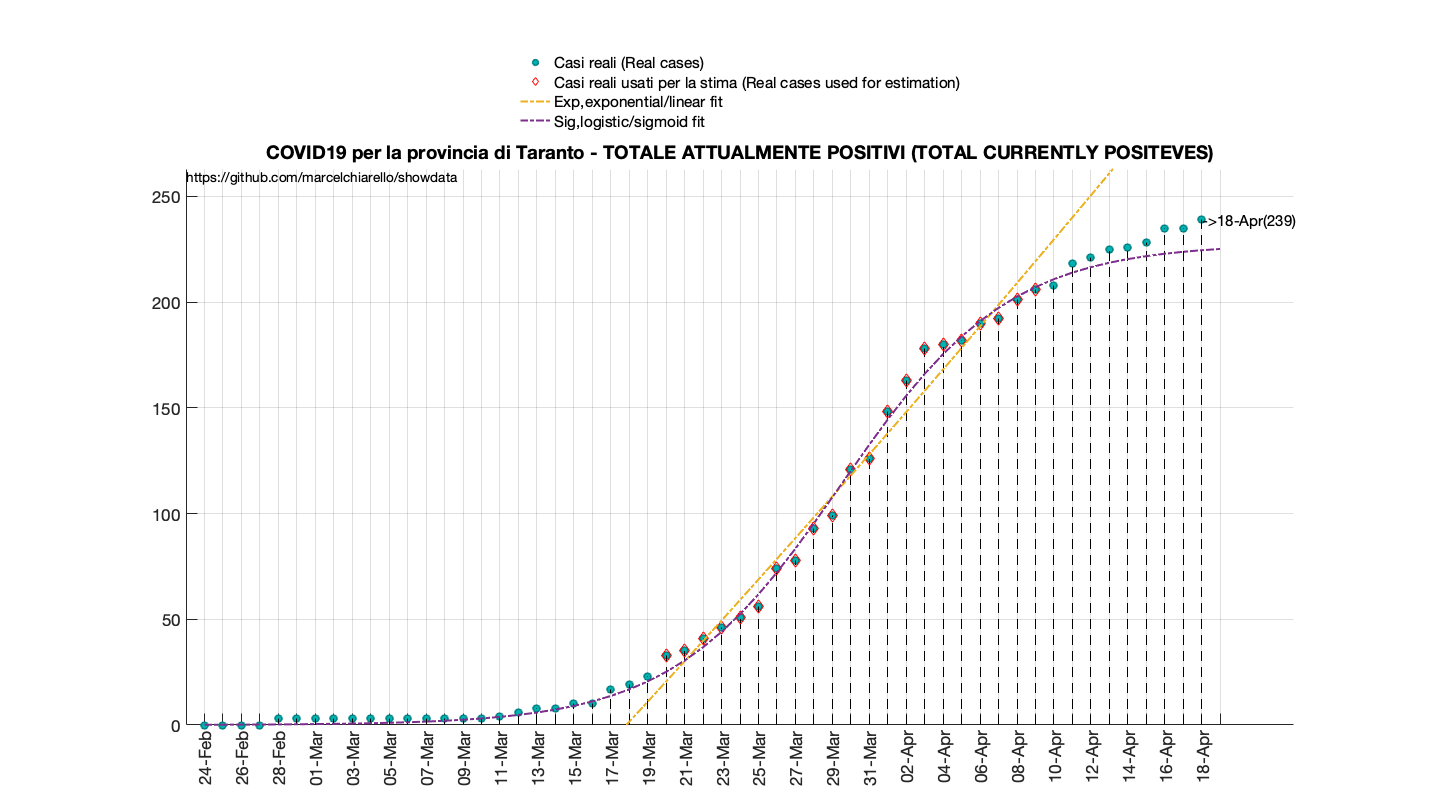 Casi reali (Real cases)
Casi reali usati per la stima (Real cases used for estimation)
Exp,exponential/linear fit
Sig,logistic/sigmoid fit
COVID19 per la provincia di Taranto - TOTALE ATTUALMENTE POSITIVI (TOTAL CURRENTLY POSITEVES)
https://github.com/marcelchiarello/showdata
250
->18-Apr(239)
200
150
100
50
0
24-Feb
26-Feb
28-Feb
01-Mar
03-Mar
05-Mar
07-Mar
09-Mar
11-Mar
13-Mar
15-Mar
17-Mar
19-Mar
21-Mar
23-Mar
25-Mar
27-Mar
29-Mar
31-Mar
02-Apr
04-Apr
06-Apr
08-Apr
10-Apr
12-Apr
14-Apr
16-Apr
18-Apr